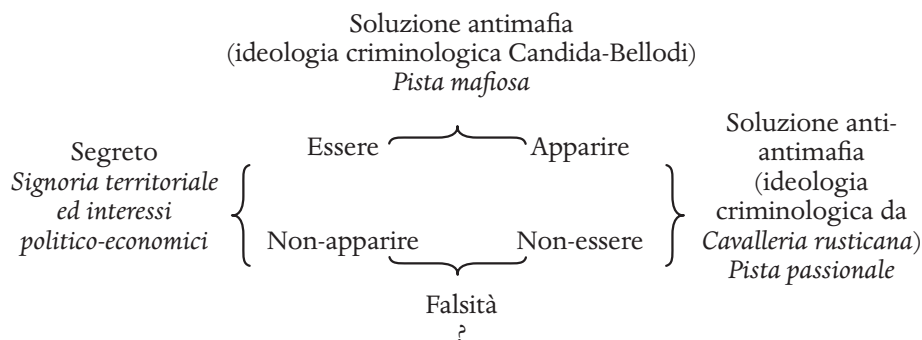 Soluzione antimafia
(ideologia criminologica Candida-Bellodi)
Pista mafiosa
Essere
Apparire
Segreto
Signoria territoriale
ed interessi
politico-economici
Soluzione anti-
antimafia
(ideologia
criminologica da
Cavalleria rusticana)
Pista passionale
Non-apparire
Non-essere
Falsità
?